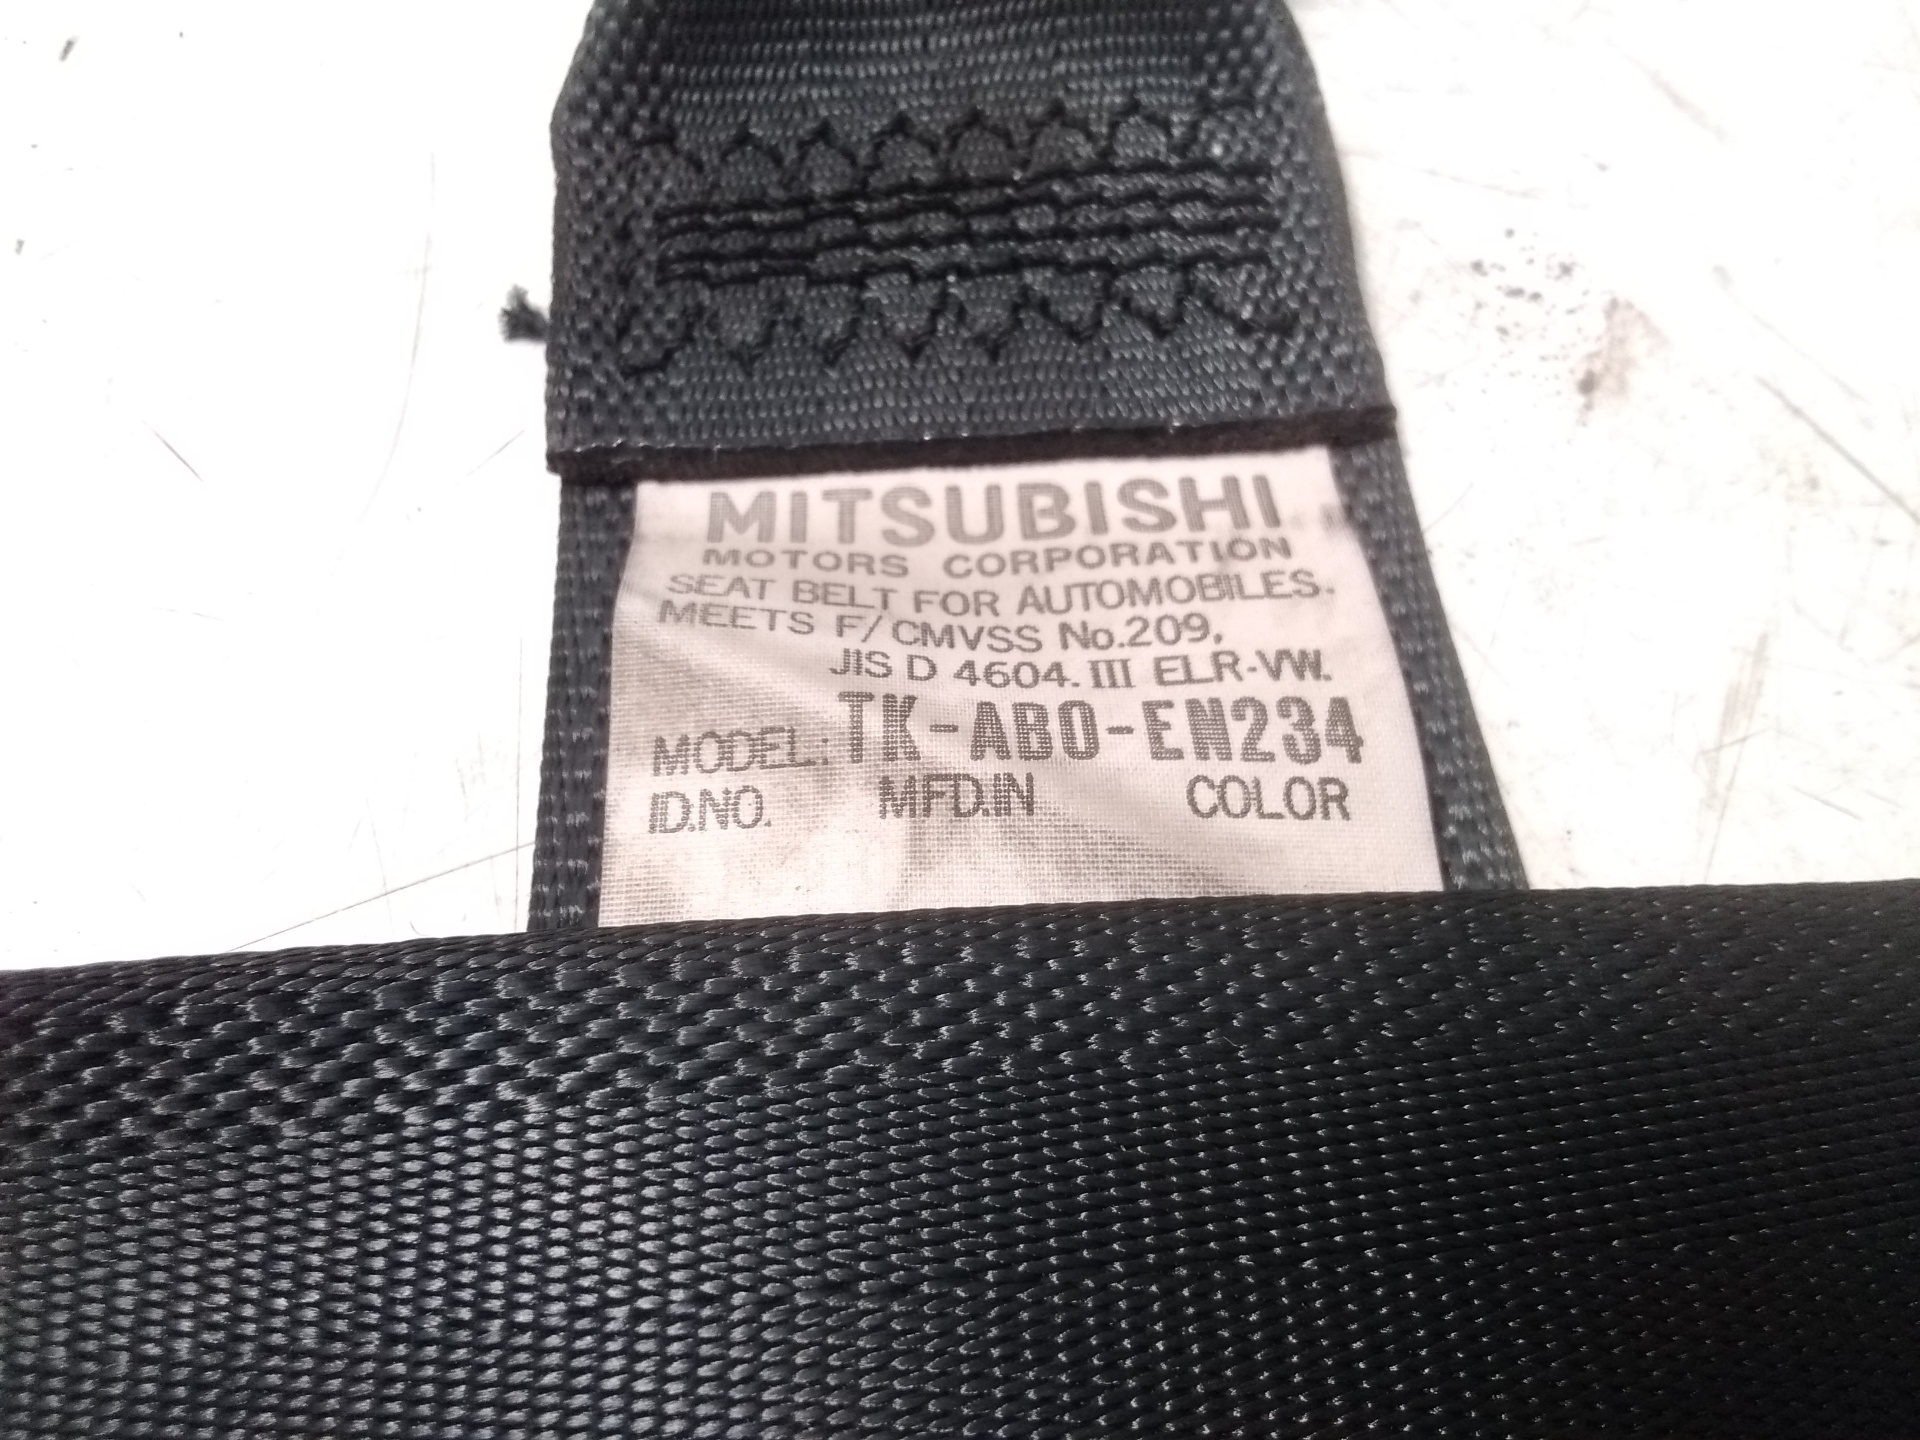 MITSUBISHI
MOTORS CORPORATION
SEAT BELT FOR AUTOMOBILES.
MEETS F/CMVSS No.209,
JIS D 4604. III ELR-VW.
MODEL: TK-AB0-EN234
ID.NO. MFD.IN COLOR